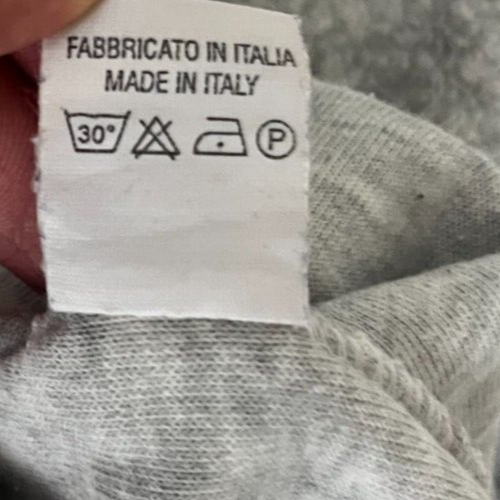 FABBRICATO IN ITALIA
MADE IN ITALY
30° P